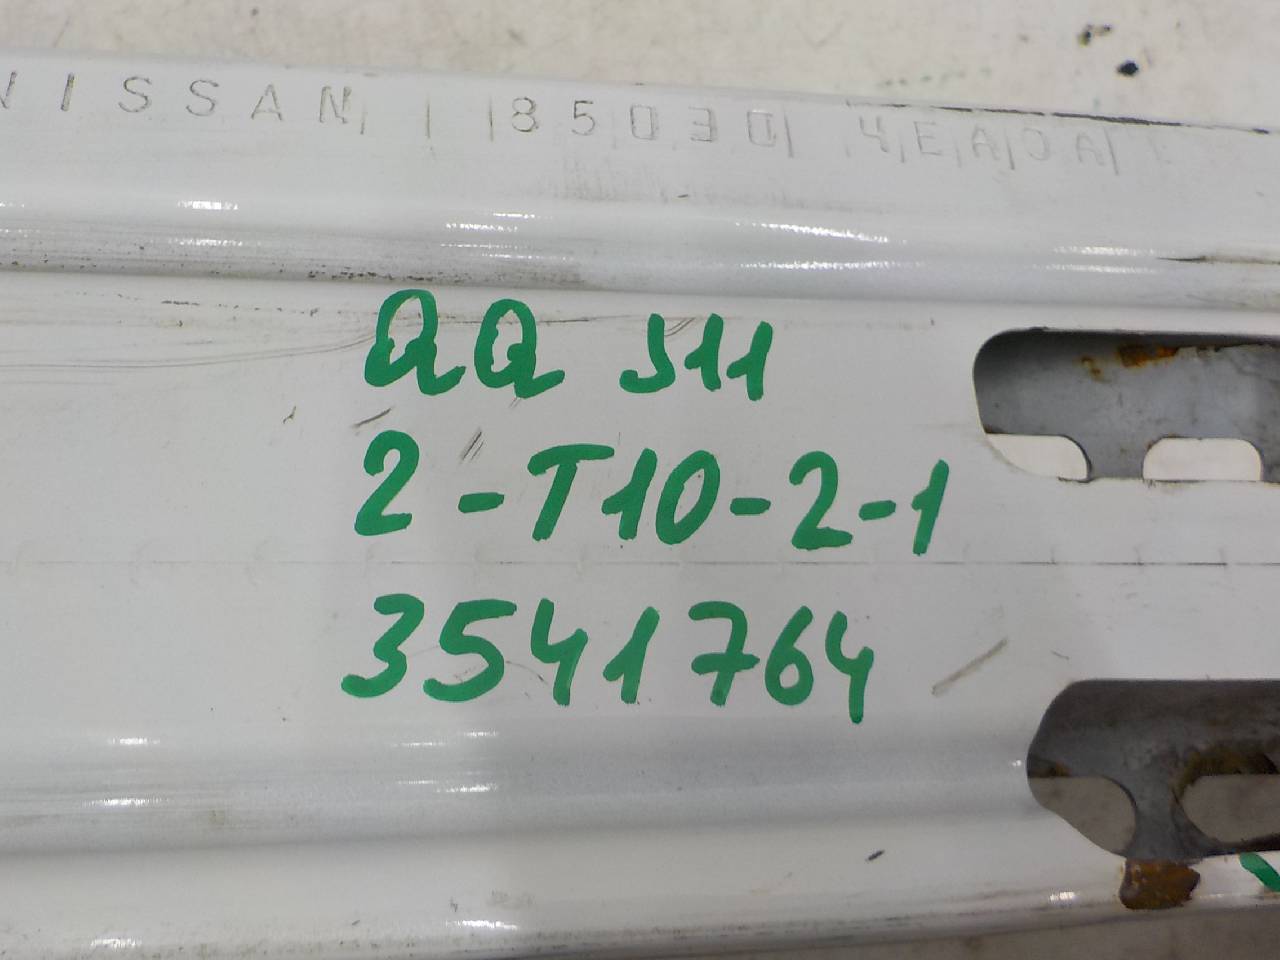 NISSAN 85030 4EA0A
QQ J11
2-T10-2-1
3541764